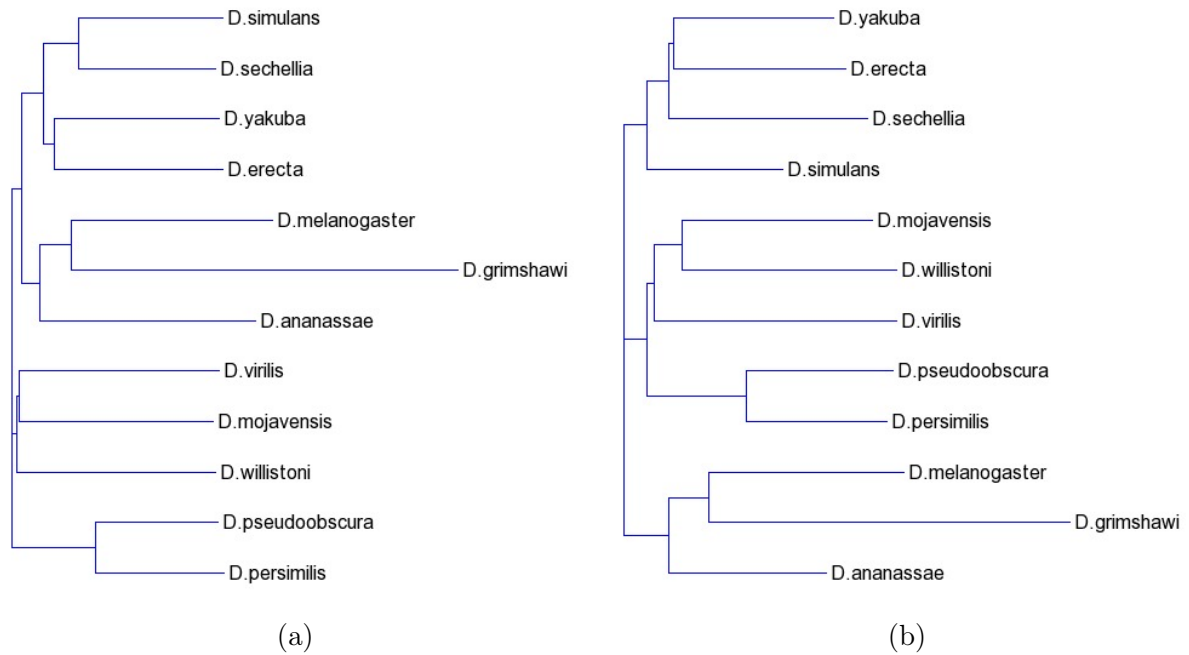 D.simulans
D.sechellia
D.yakuba
D.erecta
D.melanogaster
D.grimshawi
D.ananassae
D.virilis
D.mojavensis
D.willistoni
D.pseudoobscura
D.persimilis
(a)
D.yakuba
D.erecta
D.sechellia
D.simulans
D.mojavensis
D.willistoni
D.virilis
D.pseudoobscura
D.persimilis
D.melanogaster
D.grimshawi
D.ananassae
(b)